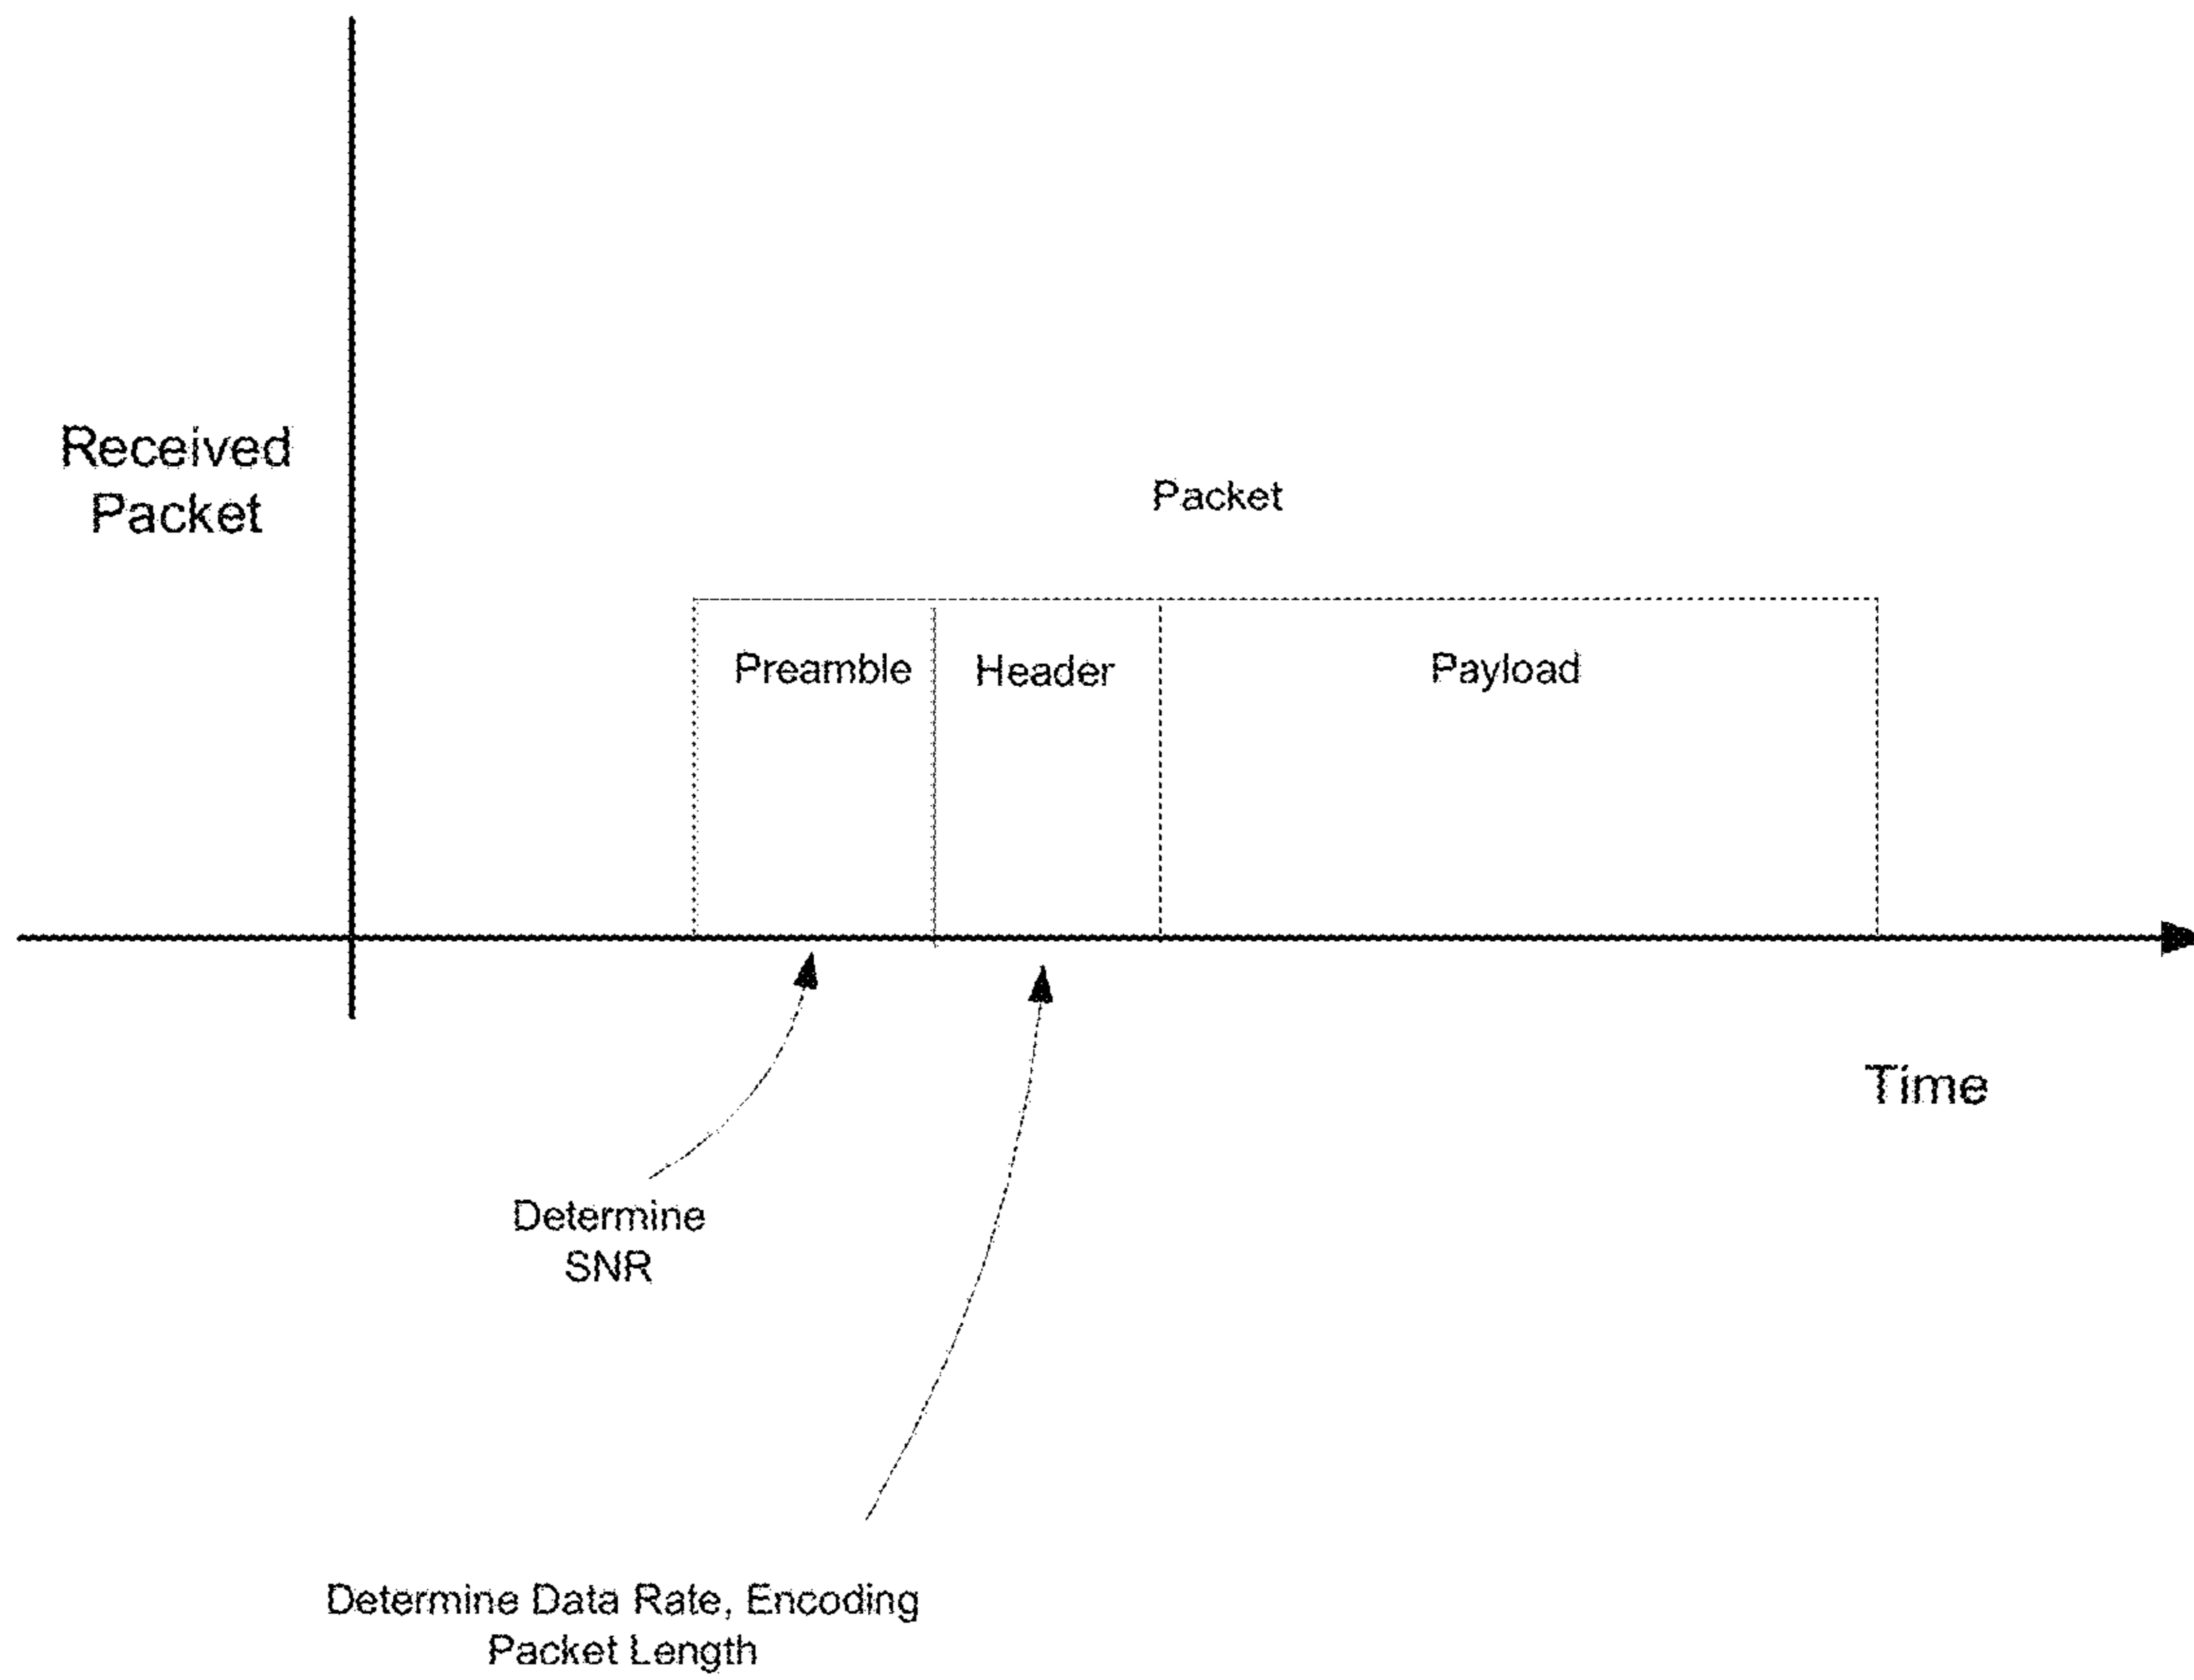 Received
Packet
Packet
Preamble
Header
Payload
Time
Determine
SNR
Determine Data Rate, Encoding
Packet Length